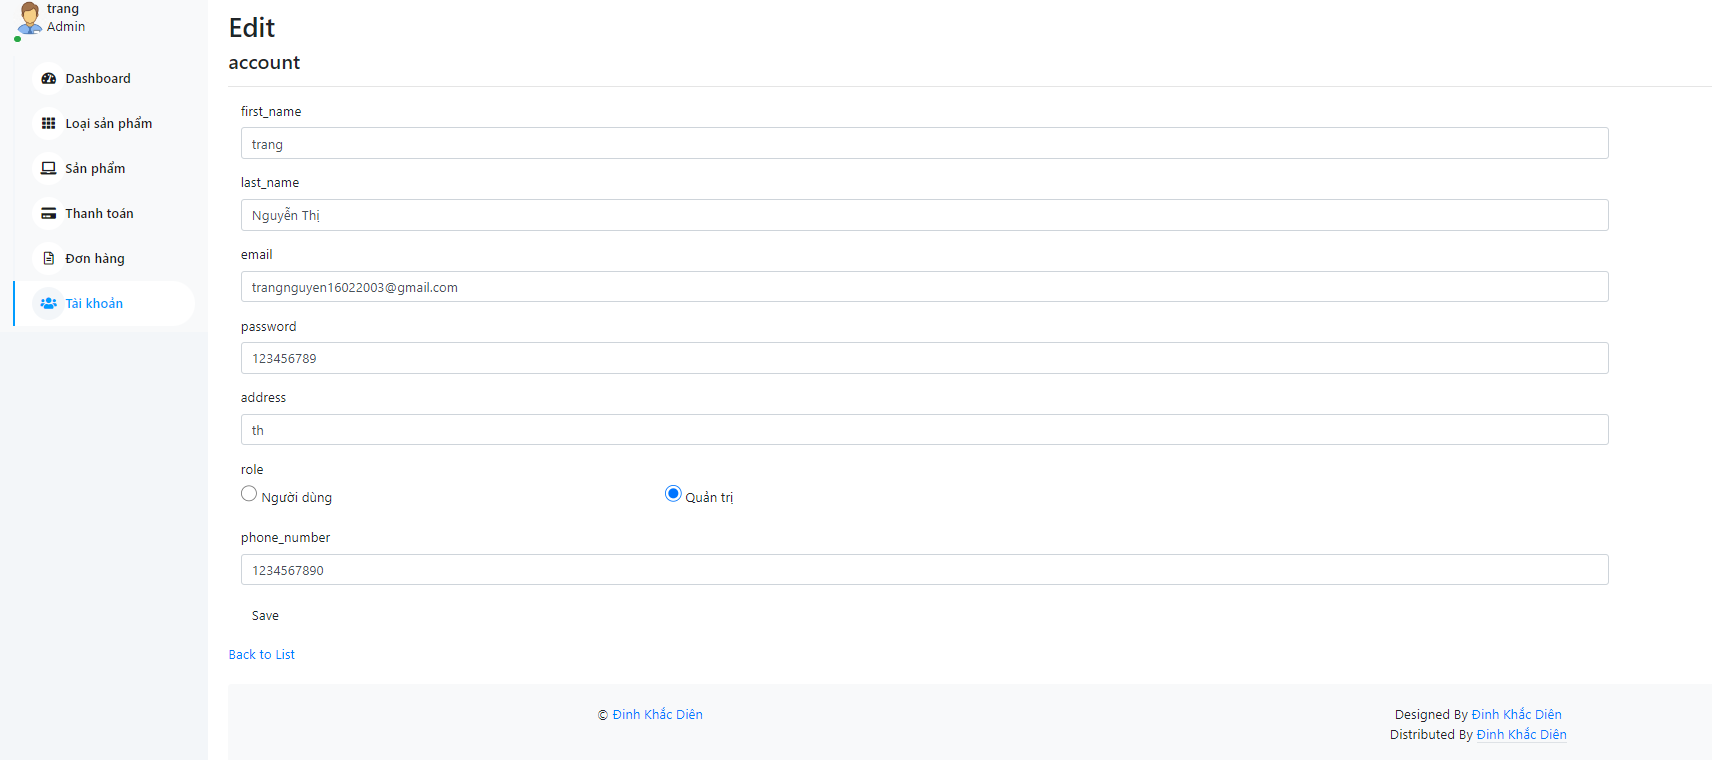 trang
Admin
Dashboard
Loại sản phẩm
Sản phẩm
Thanh toán
Đơn hàng
Tài khoản
Edit
account
first_name
trang
last_name
Nguyễn Thị
email
trangnguyen16022003@gmail.com
password
123456789
address
th
role
Người dùng Quản trị
phone_number
1234567890
Save
Back to List
© Đinh Khắc Diên
Designed By Đinh Khắc Diên
Distributed By Đinh Khắc Diên